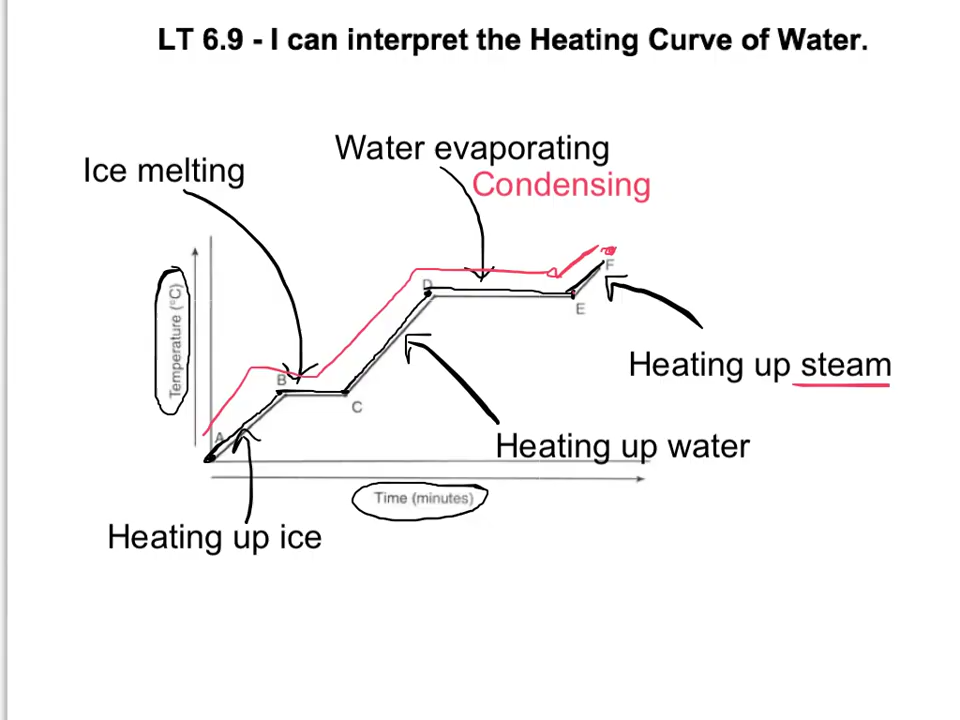 LT 6.9 - I can interpret the Heating Curve of Water.
Water evaporating
Ice melting
Condensing
Temperature (°C)
A
B
C
D
E
F
Heating up steam
Heating up water
Time (minutes)
Heating up ice